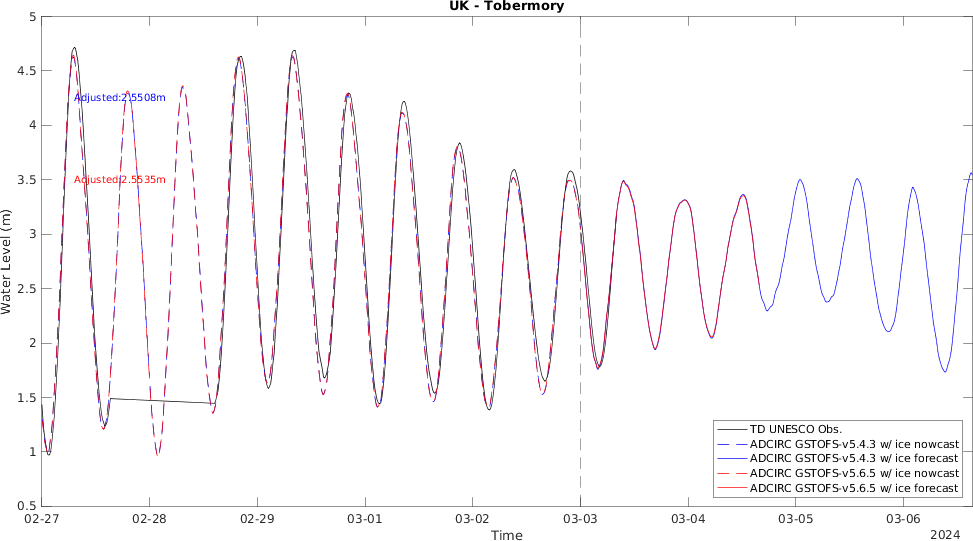 UK - Tobermory
5
4.5
4
3.5
3
2.5
2
1.5
1
0.5
Water Level (m)
Adjusted:2.5508m
Adjusted:2.5535m
TD UNESCO Obs.
ADCIRC GSTOFS-v5.4.3 w/ ice nowcast
ADCIRC GSTOFS-v5.4.3 w/ ice forecast
ADCIRC GSTOFS-v5.6.5 w/ ice nowcast
ADCIRC GSTOFS-v5.6.5 w/ ice forecast
02-27 02-28 02-29 03-01 03-02 03-03 03-04 03-05 03-06
Time
2024